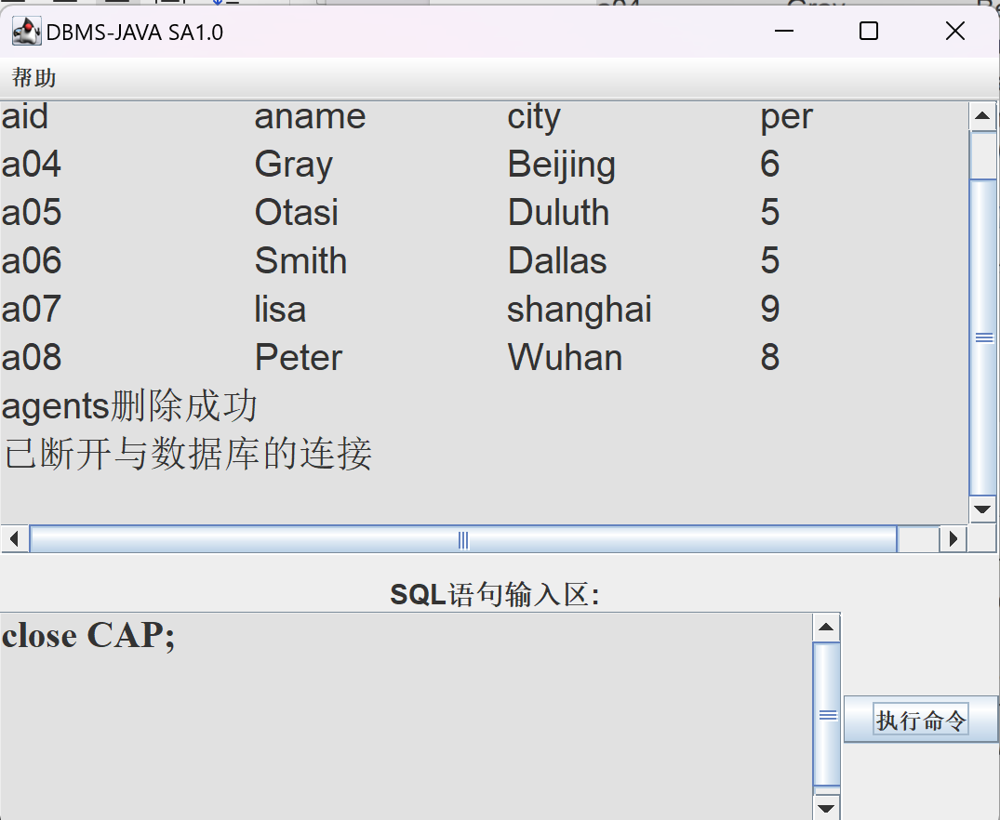 DBMS-JAVA SA1.0
帮助
aid aname city per
a04 Gray Beijing 6
a05 Otasi Duluth 5
a06 Smith Dallas 5
a07 lisa shanghai 9
a08 Peter Wuhan 8
agents删除成功
已断开与数据库的连接
SQL语句输入区:
close CAP;
执行命令